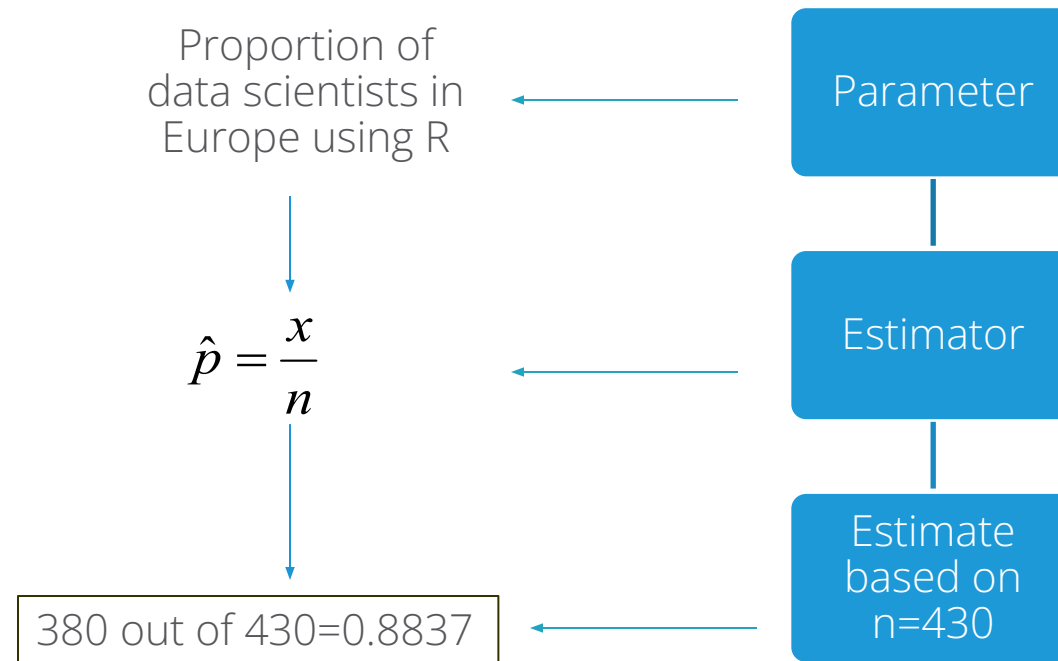 Proportion of
data scientists in
Europe using R
Parameter
p̂ = x/n
Estimator
380 out of 430=0.8837
Estimate
based on
n=430